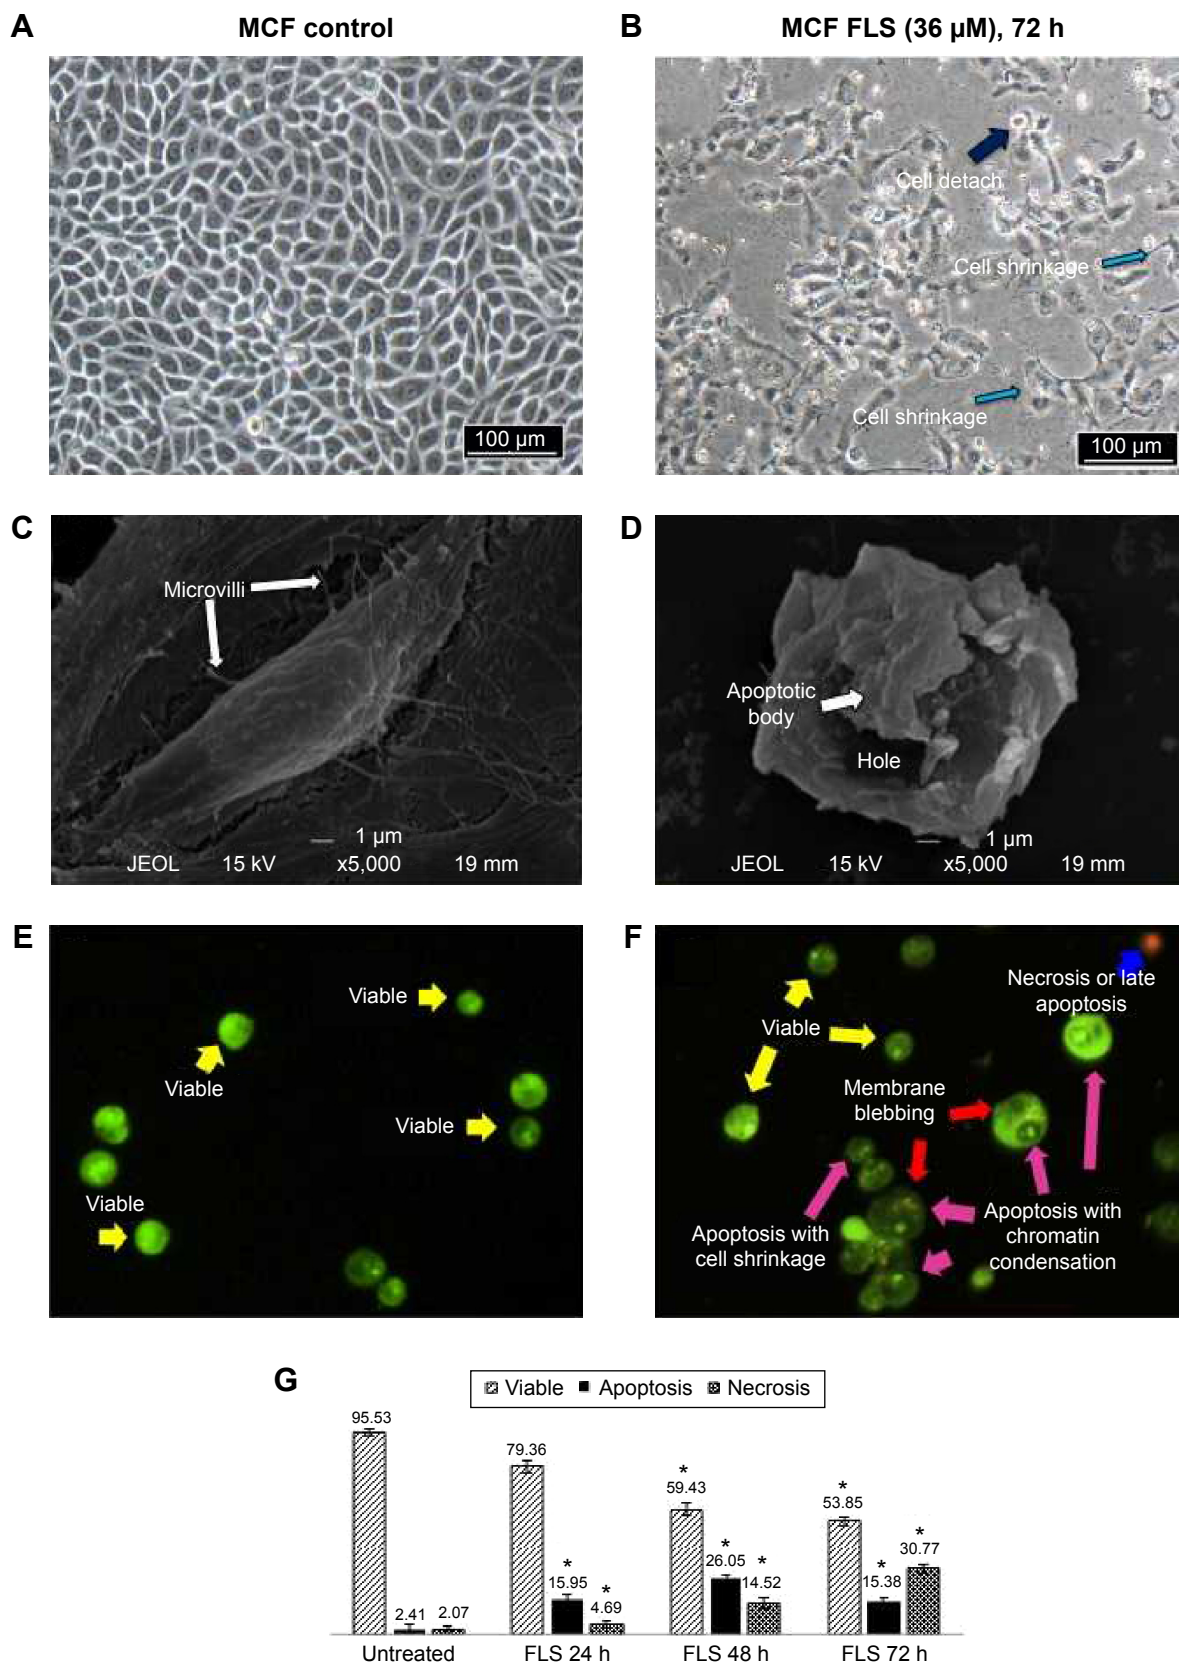 A
MCF control
B
MCF FLS (36 µM), 72 h
Cell detach
Cell shrinkage
Cell shrinkage
100 µm
100 µm
C
Microvilli
1 µm
JEOL 15 kV x5,000 19 mm
D
Apoptotic
body
Hole
1 µm
JEOL 15 kV x5,000 19 mm
E
Viable
Viable
Viable
Viable
F
Necrosis or late
apoptosis
Viable
Membrane
blebbing
Apoptosis with
cell shrinkage
Apoptosis with
chromatin
condensation
G
Viable Apoptosis Necrosis
95.53
2.41
2.07
79.36
*
15.95
*
4.69
*
59.43
*
26.05
*
14.52
*
53.85
*
15.38
*
30.77
Untreated FLS 24 h FLS 48 h FLS 72 h